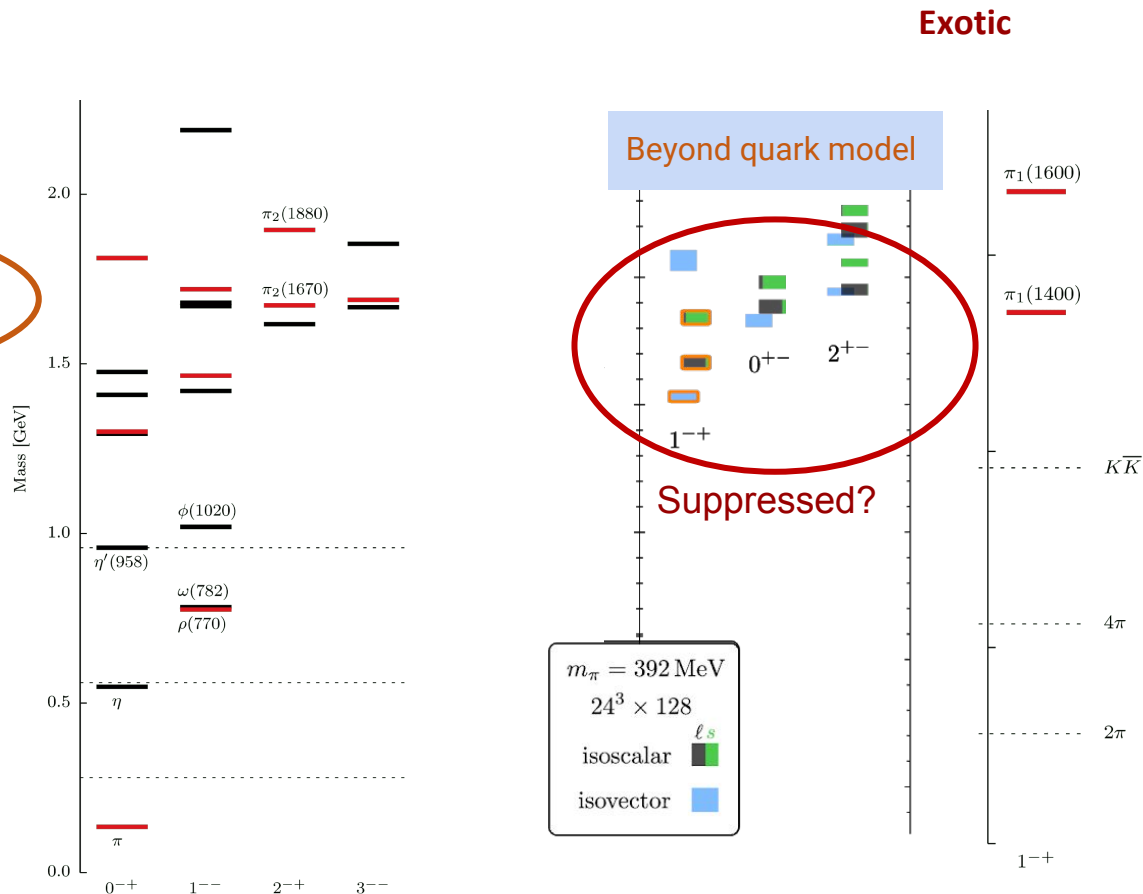 Exotic
Beyond quark model
2.0
1.5
1.0
0.5
0.0
Mass [GeV]
π₂(1880)
π₂(1670)
ϕ(1020)
η′(958)
ω(782)
ρ(770)
η
π
0⁻⁺ 1⁻⁻ 2⁻⁺ 3⁻⁻
0⁺⁻
2⁺⁻
1⁻⁺
Suppressed?
m_π = 392 MeV
24³ × 128
ℓ s
isoscalar
isovector
π₁(1600)
π₁(1400)
KK̅
4π
2π
1⁻⁺